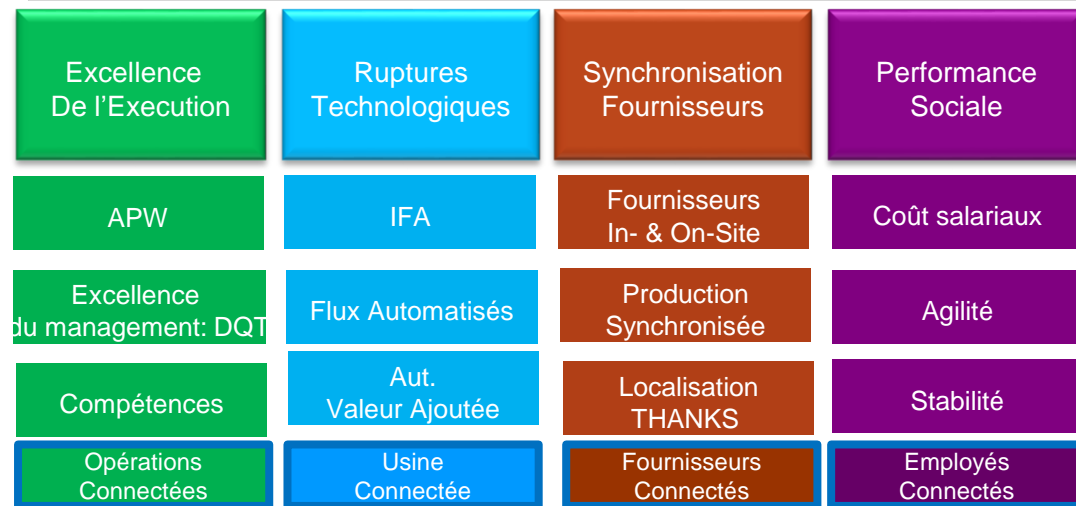 Excellence
De l'Execution
Ruptures
Technologiques
Synchronisation
Fournisseurs
Performance
Sociale
APW
IFA
Fournisseurs
In- & On-Site
Coût salariaux
Excellence
du management: DQT
Flux Automatisés
Production
Synchronisée
Agilité
Compétences
Aut.
Valeur Ajoutée
Localisation
THANKS
Stabilité
Opérations
Connectées
Usine
Connectée
Fournisseurs
Connectés
Employés
Connectés